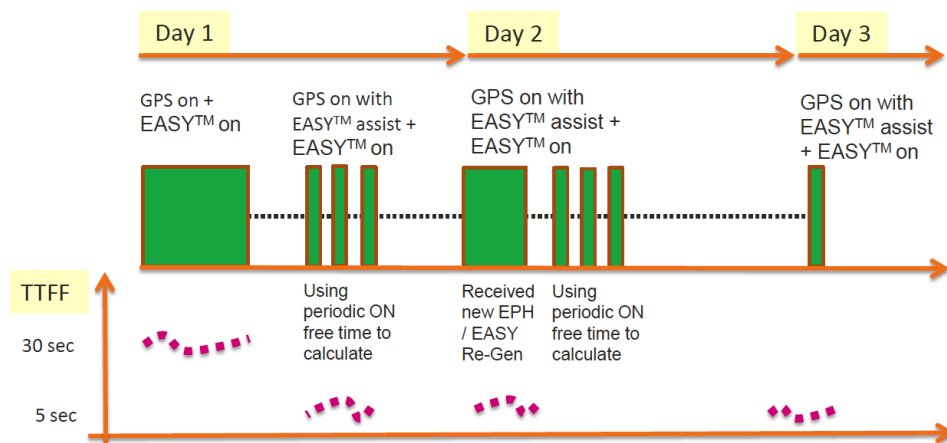 Day 1
Day 2
Day 3
GPS on +
EASY™ on
GPS on with
EASY™ assist +
EASY™ on
GPS on with
EASY™ assist +
EASY™ on
GPS on with
EASY™ assist
+ EASY™ on
TTFF
Using
periodic ON
free time to
calculate
Received
new EPH
/ EASY
Re-Gen
Using
periodic ON
free time to
calculate
30 sec
5 sec